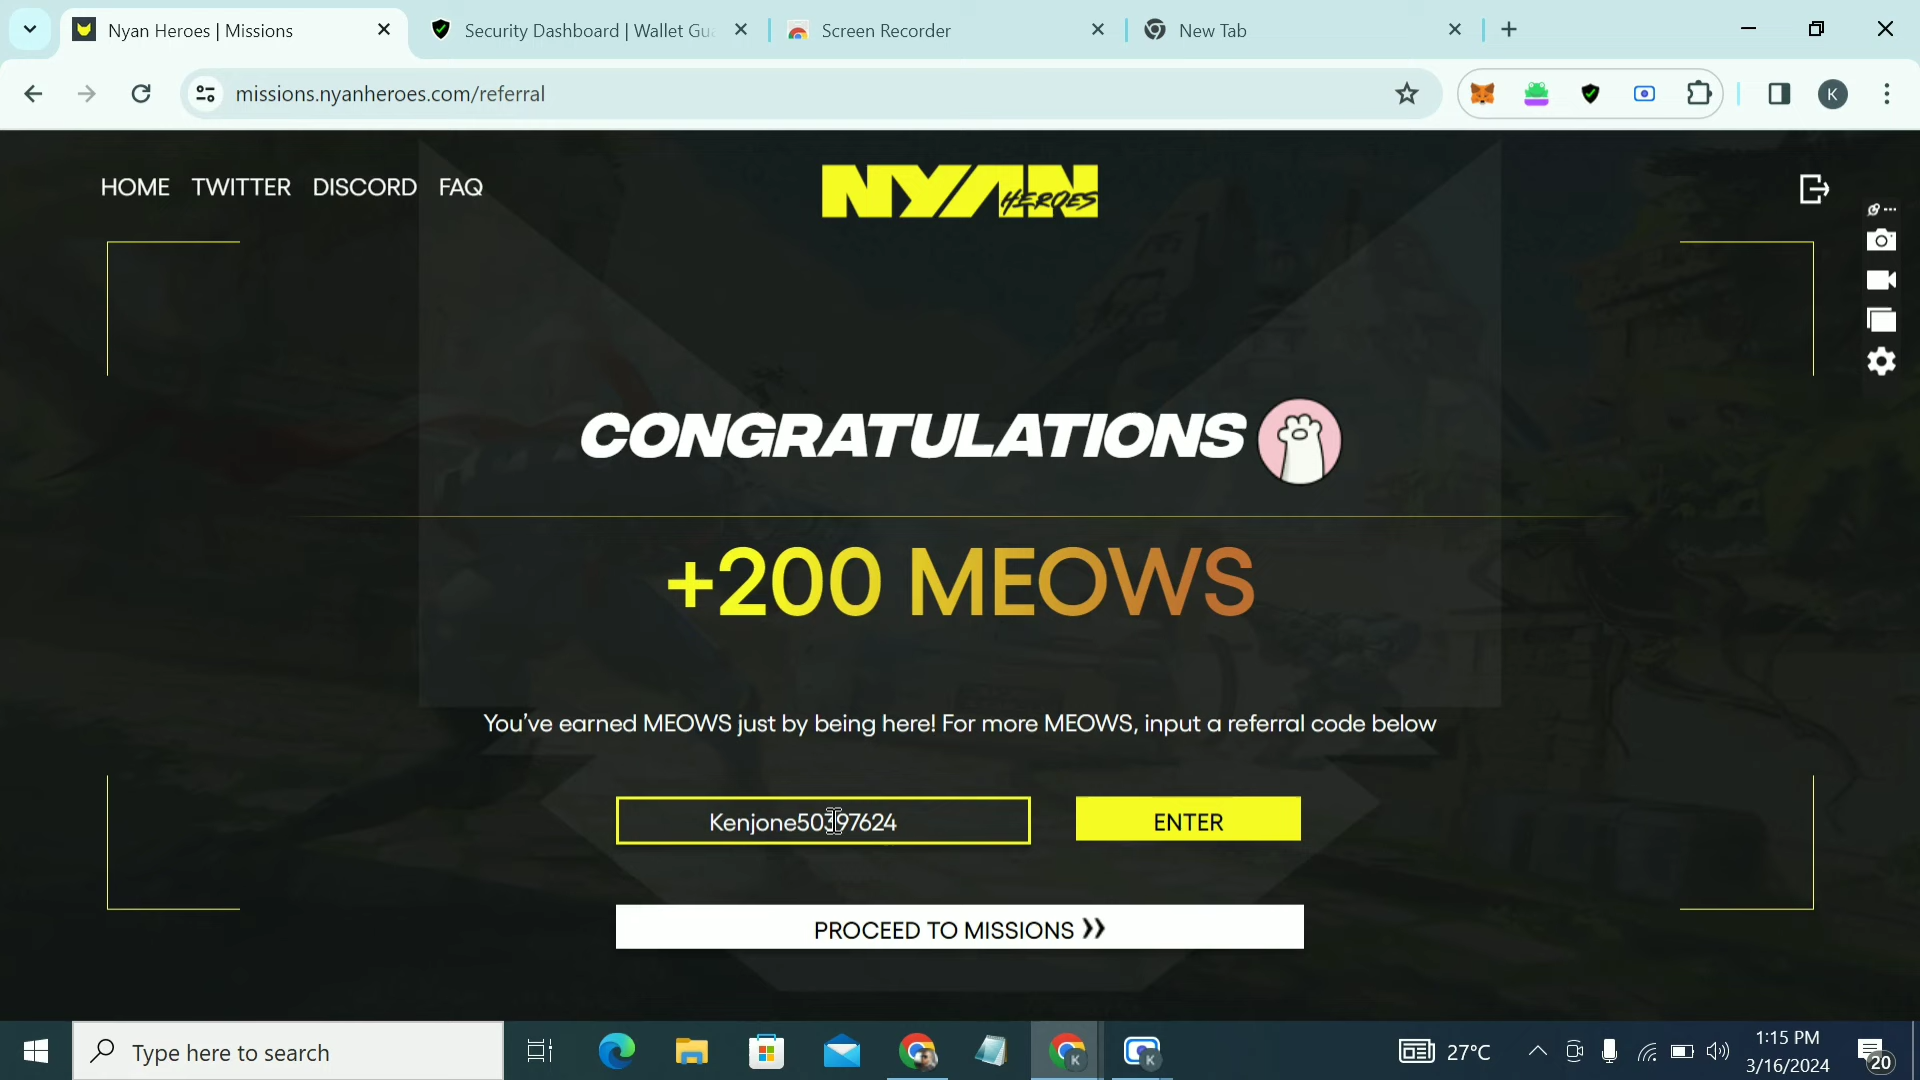 Nyan Heroes | Missions
Security Dashboard | Wallet Gu
Screen Recorder
New Tab
missions.nyanheroes.com/referral
K
HOME TWITTER DISCORD FAQ
NYAN HEROES
CONGRATULATIONS
+200 MEOWS
You've earned MEOWS just by being here! For more MEOWS, input a referral code below
Kenjone50397624
ENTER
PROCEED TO MISSIONS
Type here to search
K
K
27°C
1:15 PM
3/16/2024
20